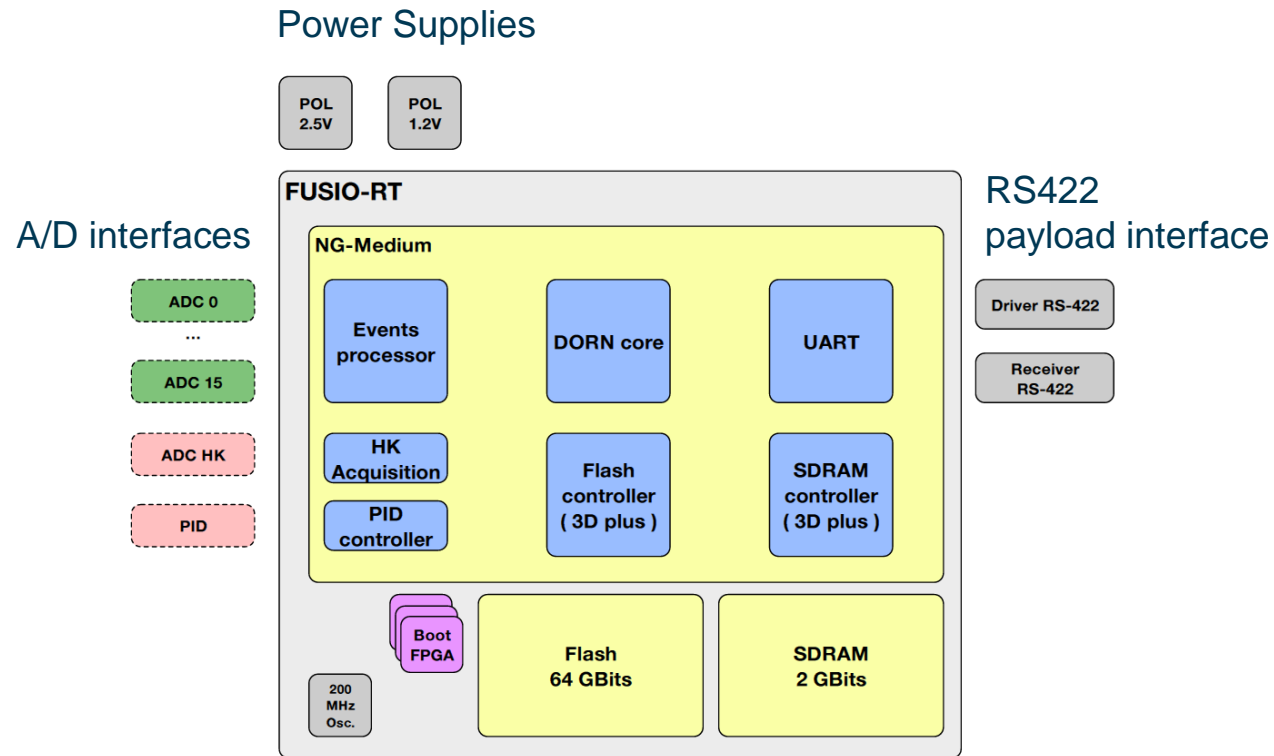 Power Supplies
POL
2.5V
POL
1.2V
FUSIO-RT
RS422
payload interface
A/D interfaces
NG-Medium
ADC 0
...
ADC 15
ADC HK
PID
Events
processor
DORN core
UART
HK
Acquisition
PID
controller
Flash
controller
( 3D plus )
SDRAM
controller
( 3D plus )
Driver RS-422
Receiver
RS-422
Boot
FPGA
200
MHz
Osc.
Flash
64 GBits
SDRAM
2 GBits